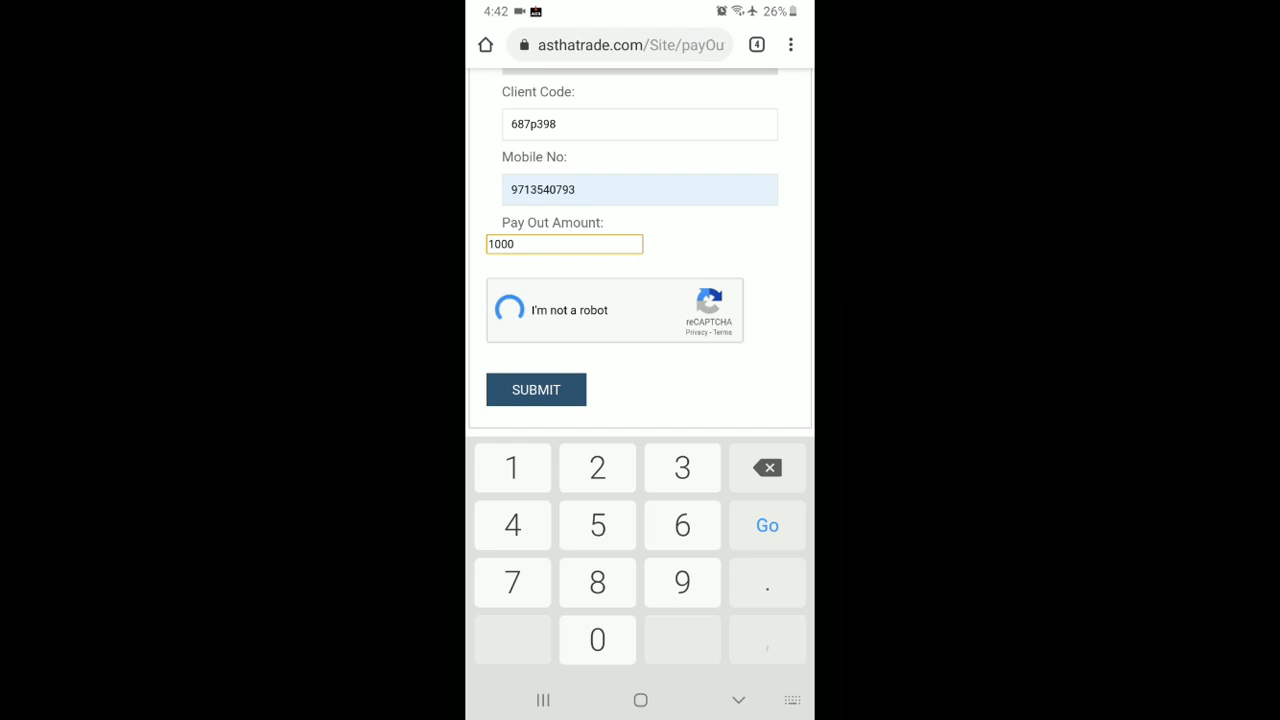 4:42 26%
asthatrade.com/Site/payOu 4
Client Code:
687p398
Mobile No:
9713540793
Pay Out Amount:
1000
I'm not a robot
reCAPTCHA
Privacy - Terms
SUBMIT
1 2 3
4 5 6 Go
7 8 9 .
0 ,